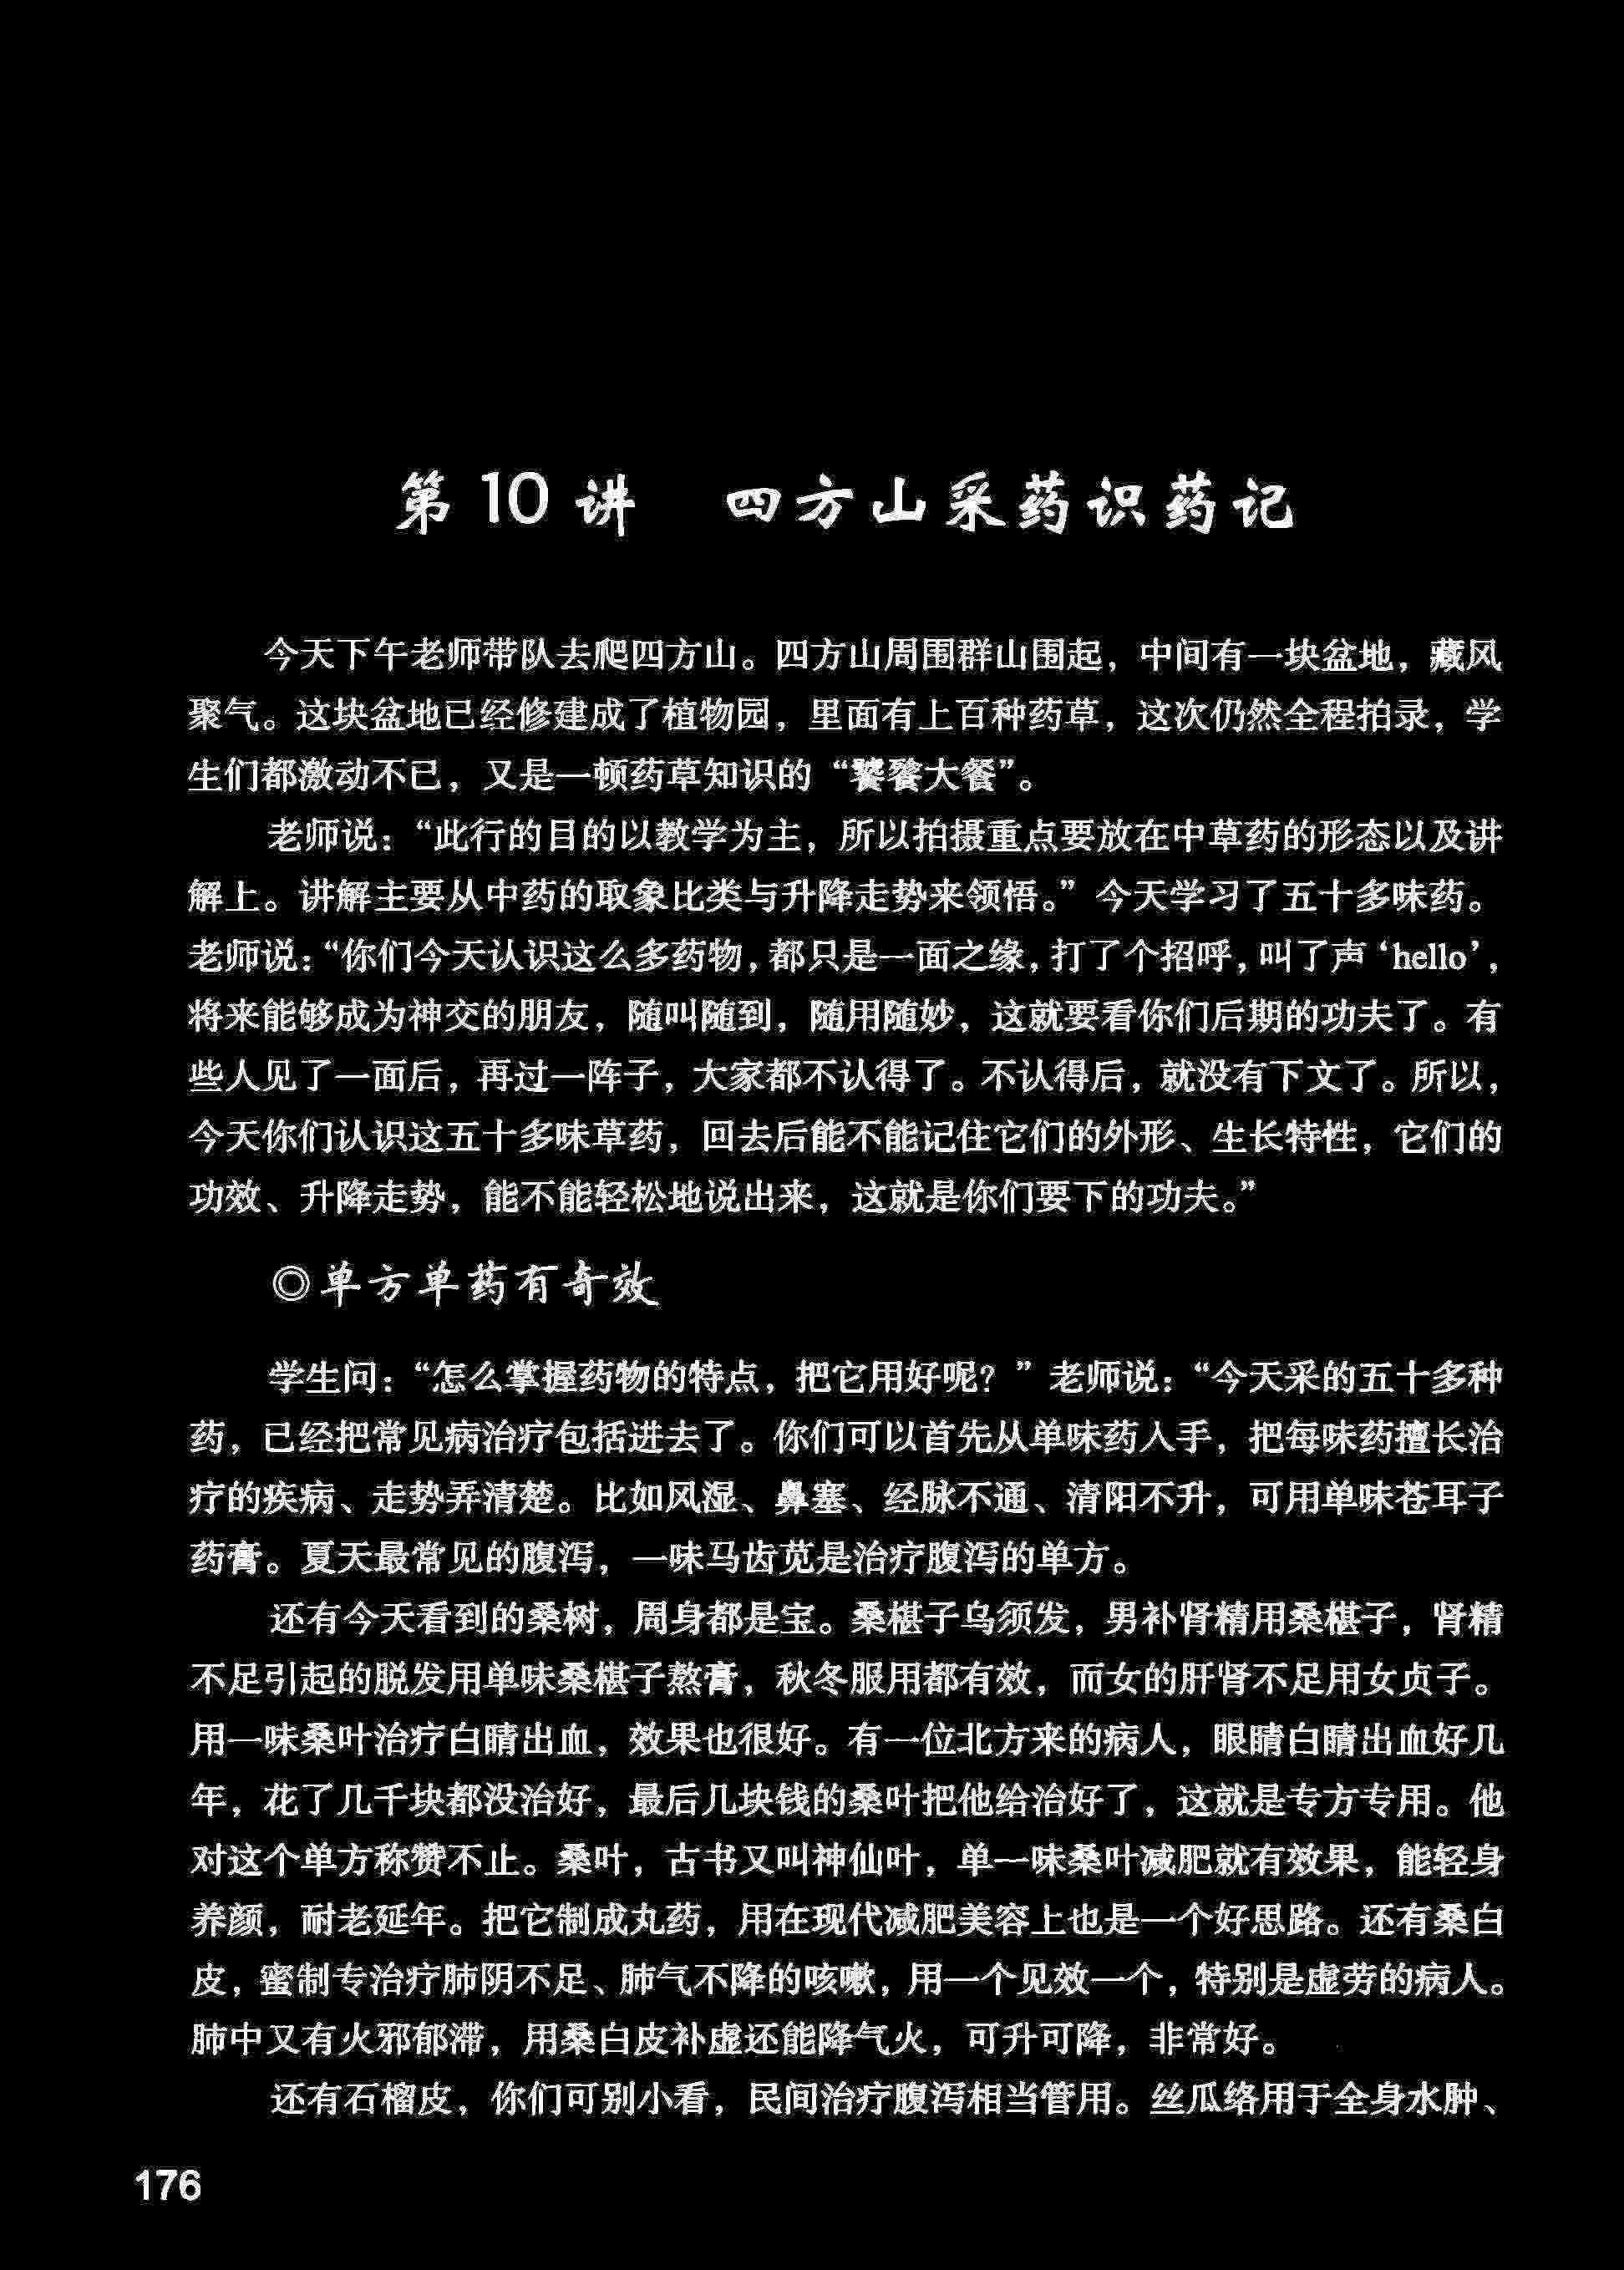 第10讲 四方山采药识药记
今天下午老师带队去爬四方山。四方山周围群山围起，中间有一块盆地，藏风
聚气。这块盆地已经修建成了植物园，里面有上百种药草，这次仍然全程拍录，学
生们都激动不已，又是一顿药草知识的“饕餮大餐”。
老师说：“此行的目的以教学为主，所以拍摄重点要放在中草药的形态以及讲
解上。讲解主要从中药的取象比类与升降走势来领悟。”今天学习了五十多味药。
老师说：“你们今天认识这么多药物，都只是一面之缘，打了个招呼，叫了声‘hello’，
将来能够成为神交的朋友，随叫随到，随用随妙，这就要看你们后期的功夫了。有
些人见了一面后，再过一阵子，大家都不认得了。不认得后，就没有下文了。所以，
今天你们认识这五十多味草药，回去后能不能记住它们的外形、生长特性，它们的
功效、升降走势，能不能轻松地说出来，这就是你们要下的功夫。”
◎单方单药有奇效
学生问：“怎么掌握药物的特点，把它用好呢？”老师说：“今天采的五十多种
药，已经把常见病治疗包括进去了。你们可以首先从单味药入手，把每味药擅长治
疗的疾病、走势弄清楚。比如风湿、鼻塞、经脉不通、清阳不升，可用单味苍耳子
药膏。夏天最常见的腹泻，一味马齿苋是治疗腹泻的单方。
还有今天看到的桑树，周身都是宝。桑椹子乌须发，男补肾精用桑椹子，肾精
不足引起的脱发用单味桑椹子熬膏，秋冬服用都有效，而女的肝肾不足用女贞子。
用一味桑叶治疗白睛出血，效果也很好。有一位北方来的病人，眼睛白睛出血好几
年，花了几千块都没治好，最后几块钱的桑叶把他给治好了，这就是专方专用。他
对这个单方称赞不止。桑叶，古书又叫神仙叶，单一味桑叶减肥就有效果，能轻身
养颜，耐老延年。把它制成丸药，用在现代减肥美容上也是一个好思路。还有桑白
皮，蜜制专治疗肺阴不足、肺气不降的咳嗽，用一个见效一个，特别是虚劳的病人。
肺中又有火邪郁滞，用桑白皮补虚还能降气火，可升可降，非常好。
还有石榴皮，你们可别小看，民间治疗腹泻相当管用。丝瓜络用于全身水肿、
176